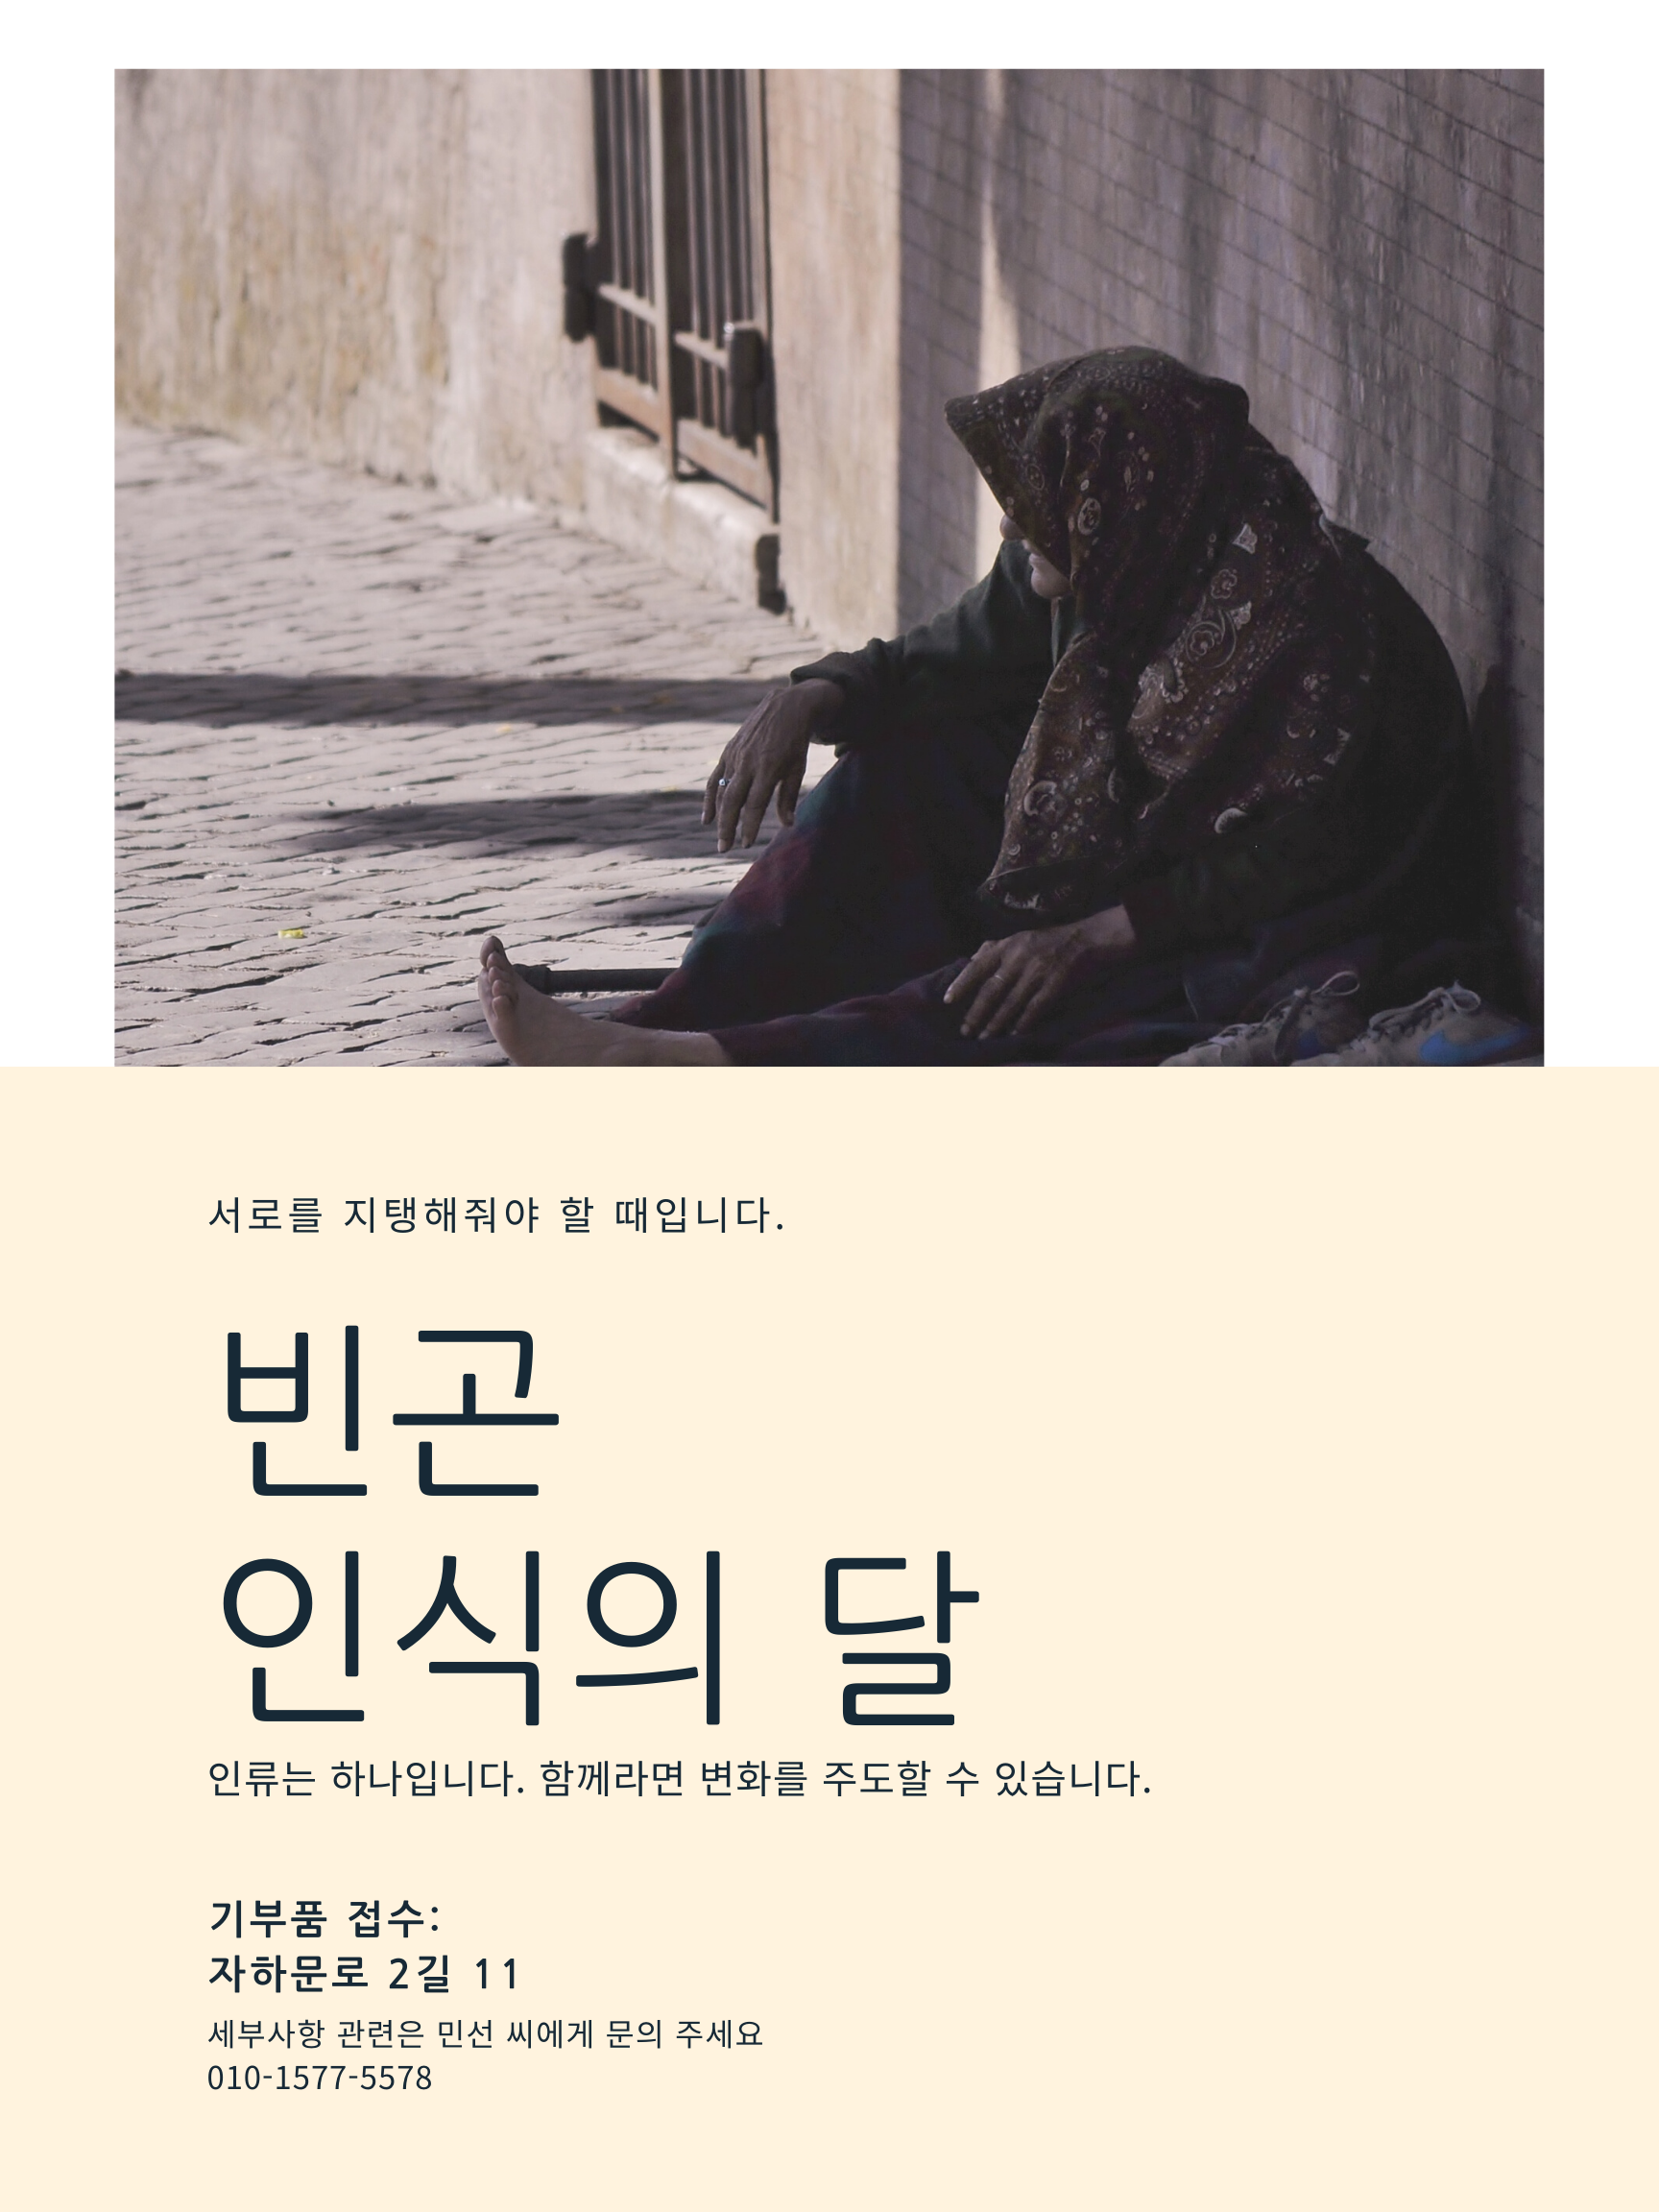 서로를 지탱해줘야 할 때입니다.
빈곤
인식의 달
인류는 하나입니다. 함께라면 변화를 주도할 수 있습니다.
기부품 접수:
자하문로 2길 11
세부사항 관련은 민선 씨에게 문의 주세요
010-1577-5578